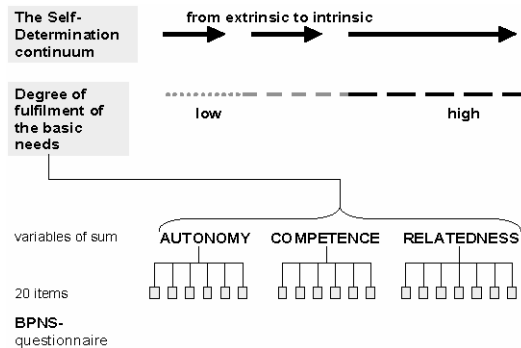 The Self-
Determination
continuum
from extrinsic to intrinsic
Degree of
fulfilment of
the basic
needs
low
high
variables of sum
AUTONOMY
COMPETENCE
RELATEDNESS
20 items
BPNS-
questionnaire